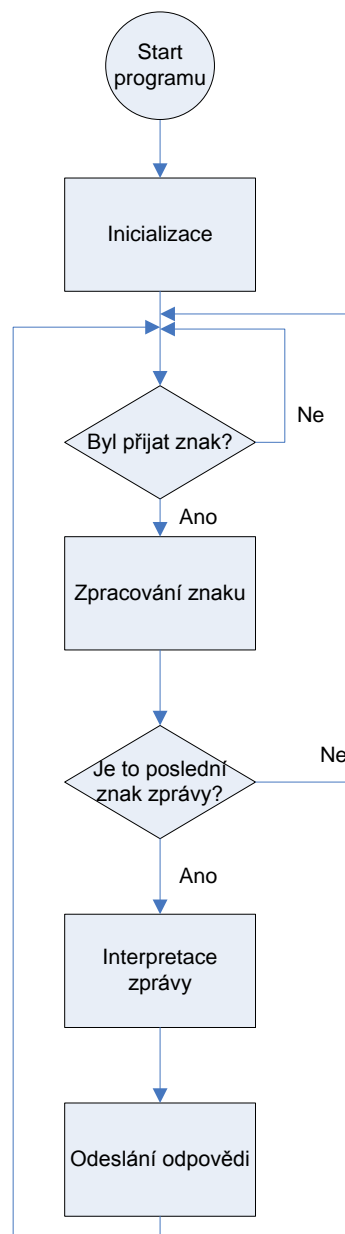 Start
programu
Inicializace
Byl přijat znak?
Ne
Ano
Zpracování znaku
Je to poslední
znak zprávy?
Ne
Ano
Interpretace
zprávy
Odeslání odpovědi